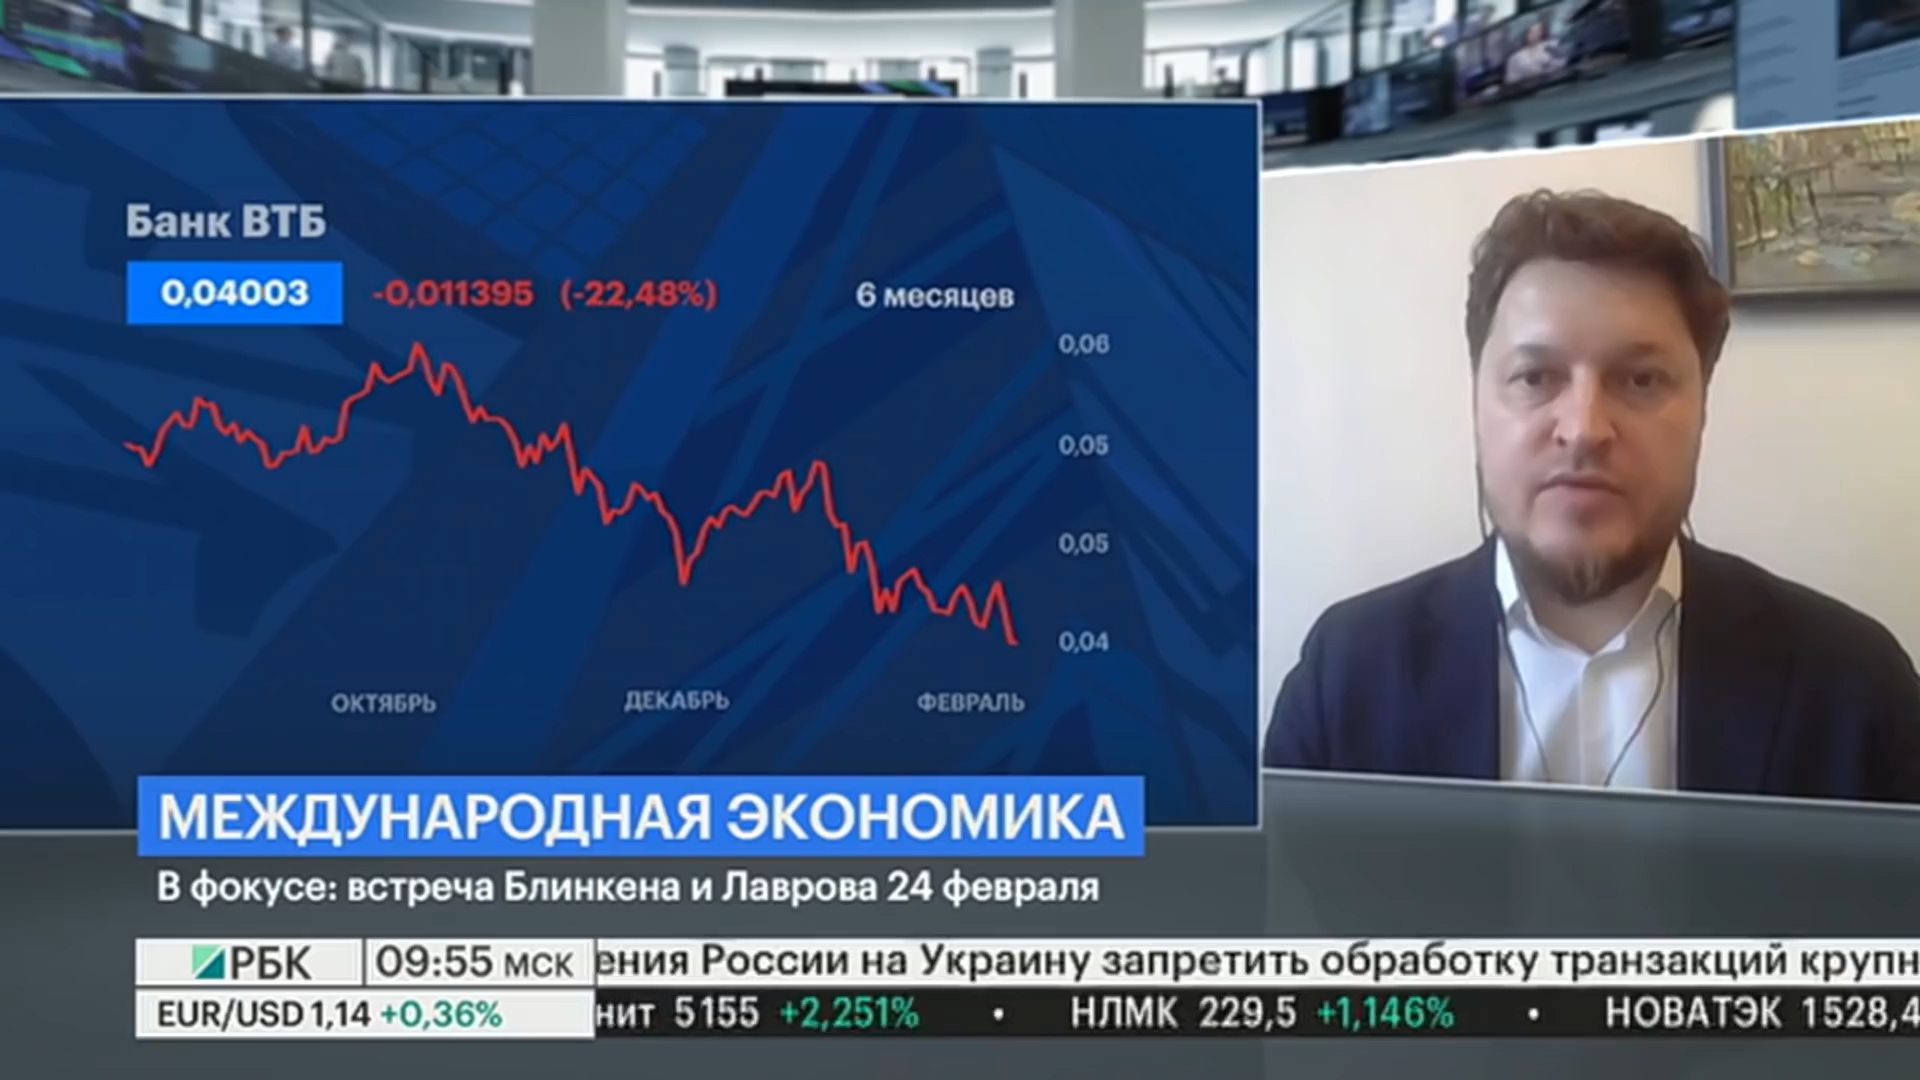 Банк ВТБ
0,04003 -0,011395 (-22,48%) 6 месяцев
0,06
0,05
0,05
0,04
ОКТЯБРЬ ДЕКАБРЬ ФЕВРАЛЬ
МЕЖДУНАРОДНАЯ ЭКОНОМИКА
В фокусе: встреча Блинкена и Лаврова 24 февраля
РБК 09:55 МСК ения России на Украину запретить обработку транзакций крупн
EUR/USD 1,14 +0,36% нит 5155 +2,251% • НЛМК 229,5 +1,146% • НОВАТЭК 1528,4